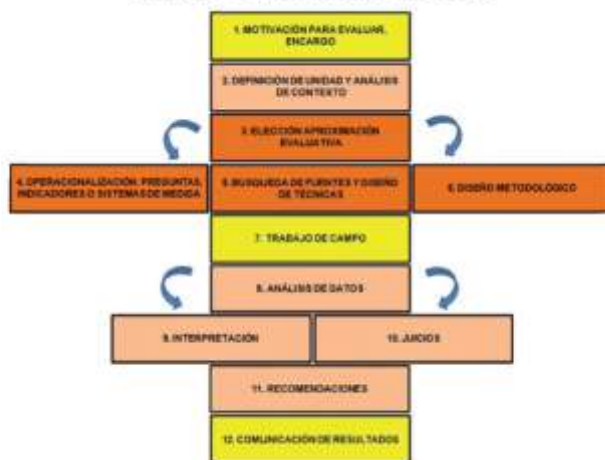 1. MOTIVACIÓN PARA EVALUAR.
ENCARGO
2. DEFINICIÓN DE UNIDAD Y ANÁLISIS
DE CONTEXTO
3. ELECCIÓN APROXIMACIÓN
EVALUATIVA
4. OPERACIONALIZACIÓN: PREGUNTAS,
INDICADORES O SISTEMAS DE MEDIDA
5. BUSQUEDA DE FUENTES Y DISEÑO
DE TÉCNICAS
6. DISEÑO METODOLÓGICO
7. TRABAJO DE CAMPO
8. ANÁLISIS DE DATOS
9. INTERPRETACIÓN
10. JUICIOS
11. RECOMENDACIONES
12. COMUNICACIÓN DE RESULTADOS